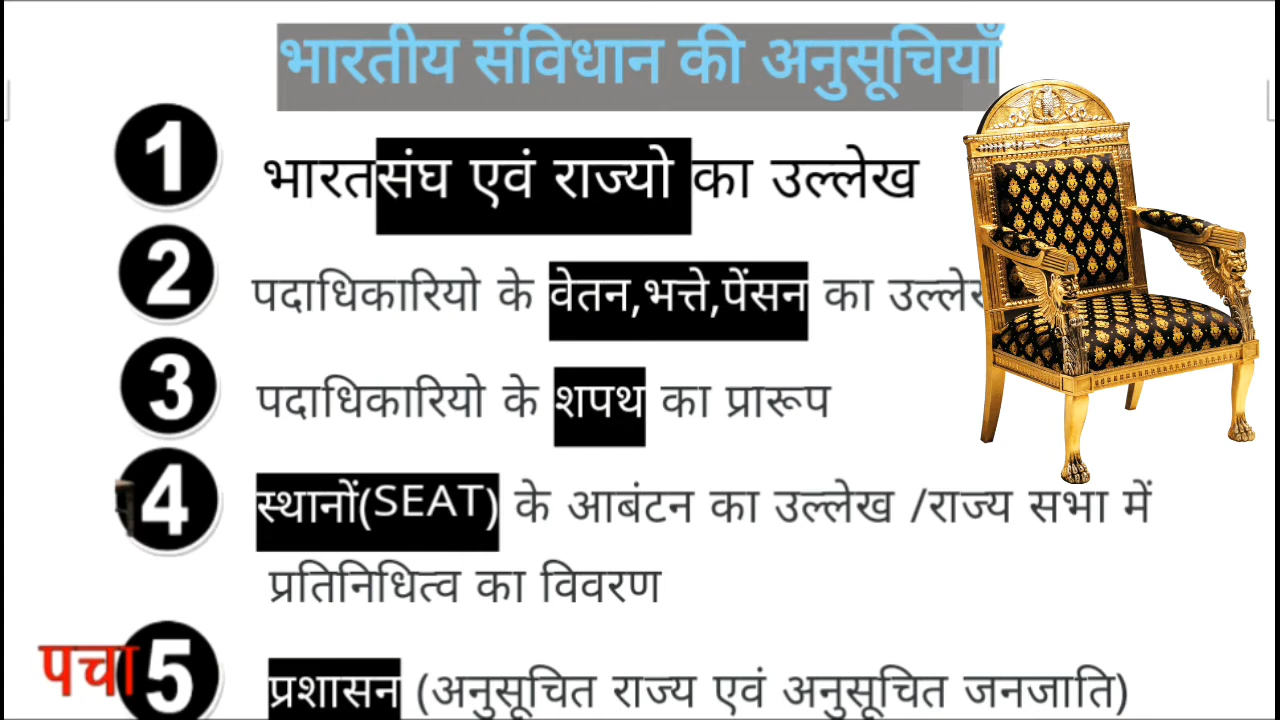 भारतीय संविधान की अनुसूचियाँ
1 भारत संघ एवं राज्यो का उल्लेख
2 पदाधिकारियो के वेतन,भत्ते,पेंसन का
3 पदाधिकारियो के शपथ का प्रारूप
4 स्थानों(SEAT) के आबंटन का उल्लेख /राज्य सभा में
प्रतिनिधित्व का विवरण
पचा 5 प्रशासन (अनुसूचित राज्य एवं अनुसूचित जनजाति)